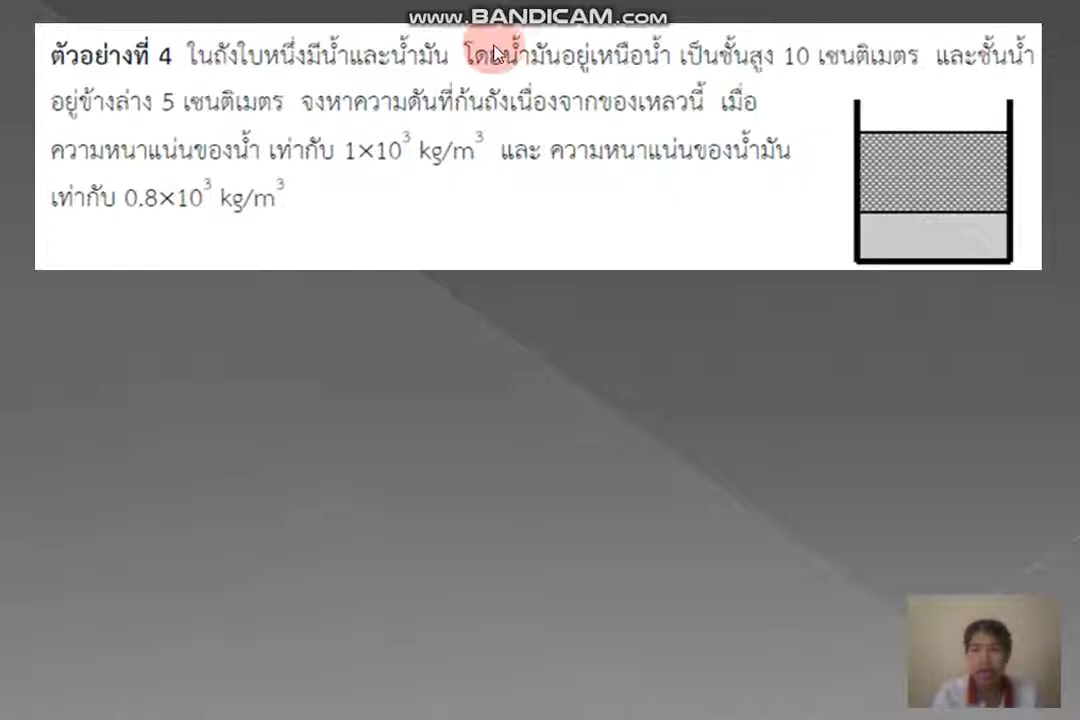 www.BANDICAM.com
ตัวอย่างที่ 4 ในถังใบหนึ่งมีน้ำและน้ำมัน โดยน้ำมันอยู่เหนือน้ำ เป็นชั้นสูง 10 เซนติเมตร และชั้นน้ำ
อยู่ข้างล่าง 5 เซนติเมตร จงหาความดันที่ก้นถังเนื่องจากของเหลวนี้ เมื่อ
ความหนาแน่นของน้ำ เท่ากับ 1×10³ kg/m³ และ ความหนาแน่นของน้ำมัน
เท่ากับ 0.8×10³ kg/m³